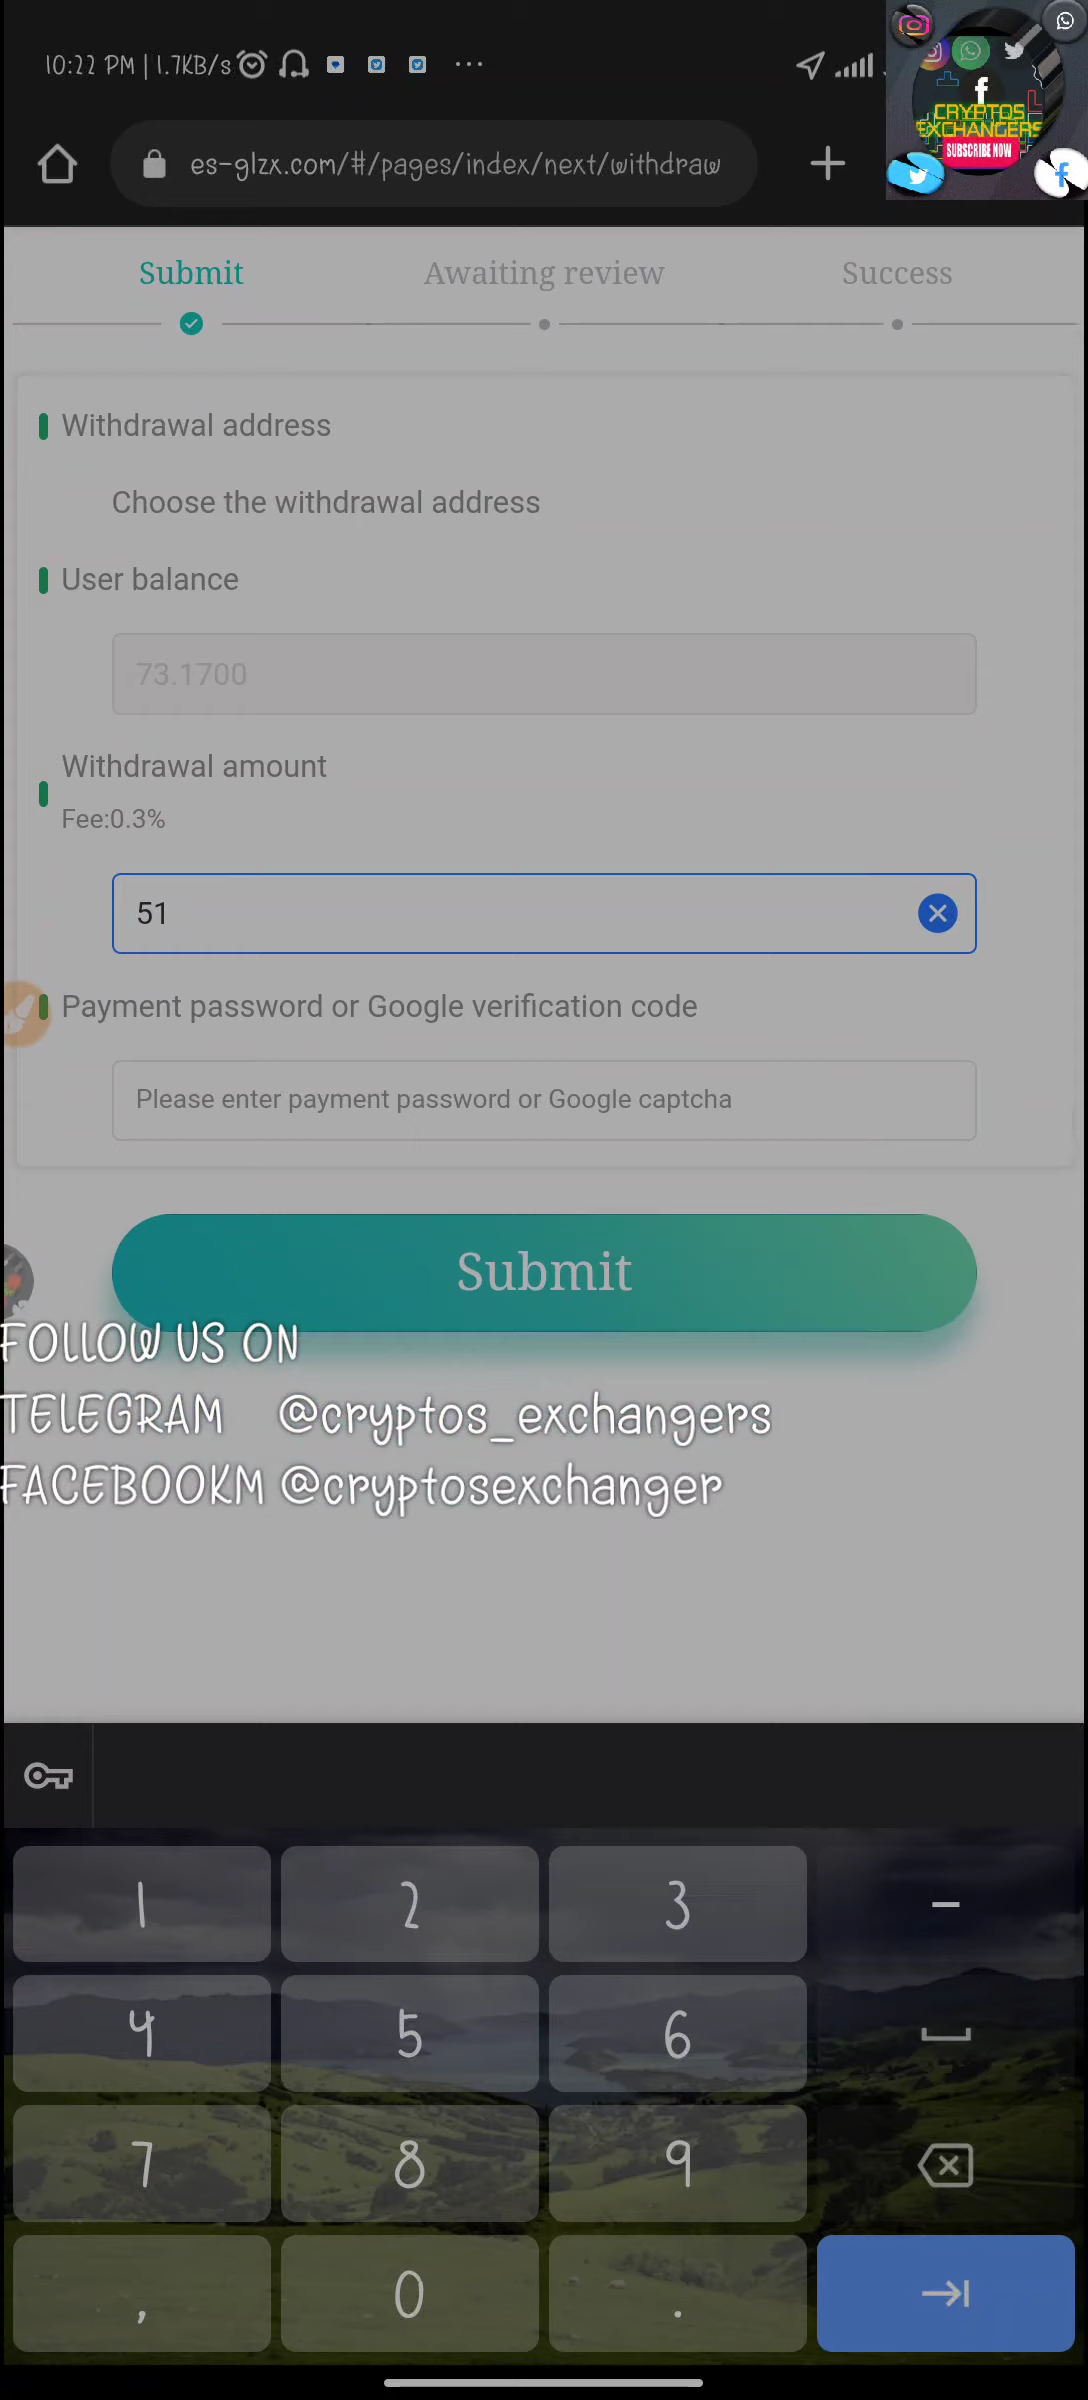 10:22 PM | 1.7KB/s
CRYPTOS
EXCHANGERS
SUBSCRIBE NOW
es-glzx.com/#/pages/index/next/withdraw
Submit
Awaiting review
Success
Withdrawal address
Choose the withdrawal address
User balance
73.1700
Withdrawal amount
Fee:0.3%
51
Payment password or Google verification code
Please enter payment password or Google captcha
Submit
FOLLOW US ON
TELEGRAM @cryptos_exchangers
FACEBOOKM @cryptosexchanger
1 2 3 –
4 5 6
7 8 9
, 0 .